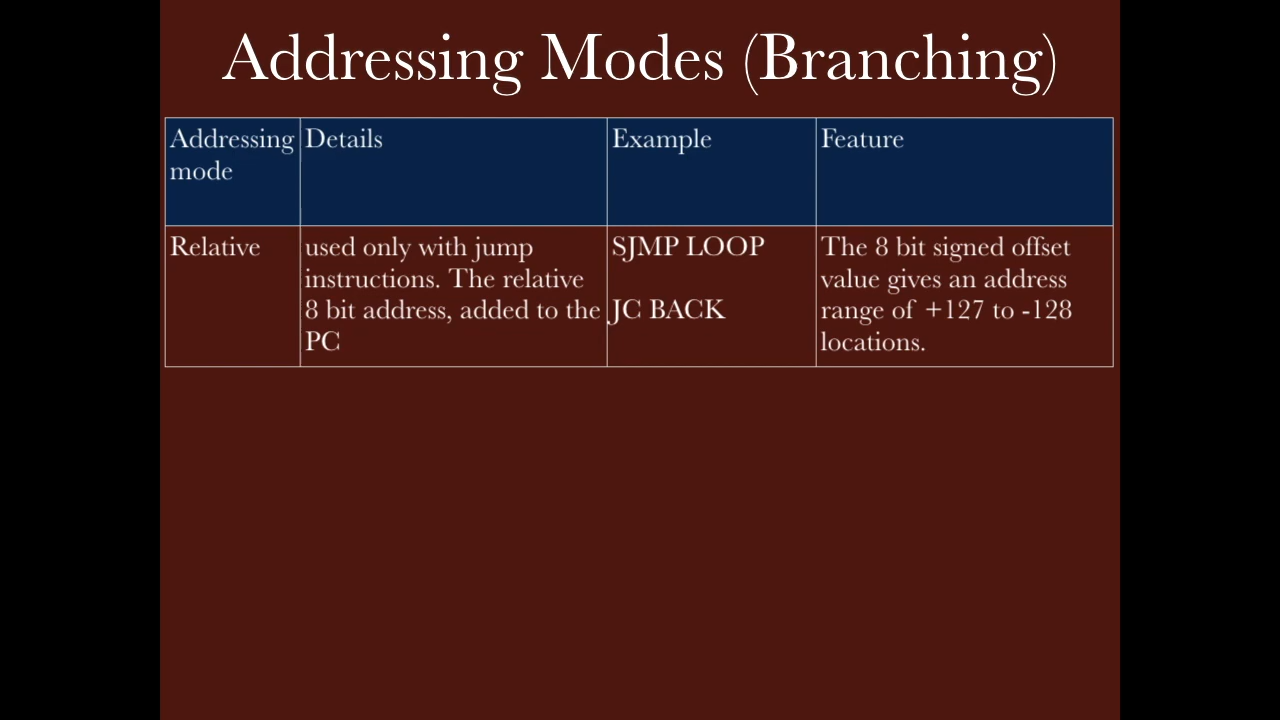 Addressing Modes (Branching)
Addressing mode
Details
Example
Feature
Relative
used only with jump
instructions. The relative
8 bit address, added to the
PC
SJMP LOOP
JC BACK
The 8 bit signed offset
value gives an address
range of +127 to -128
locations.